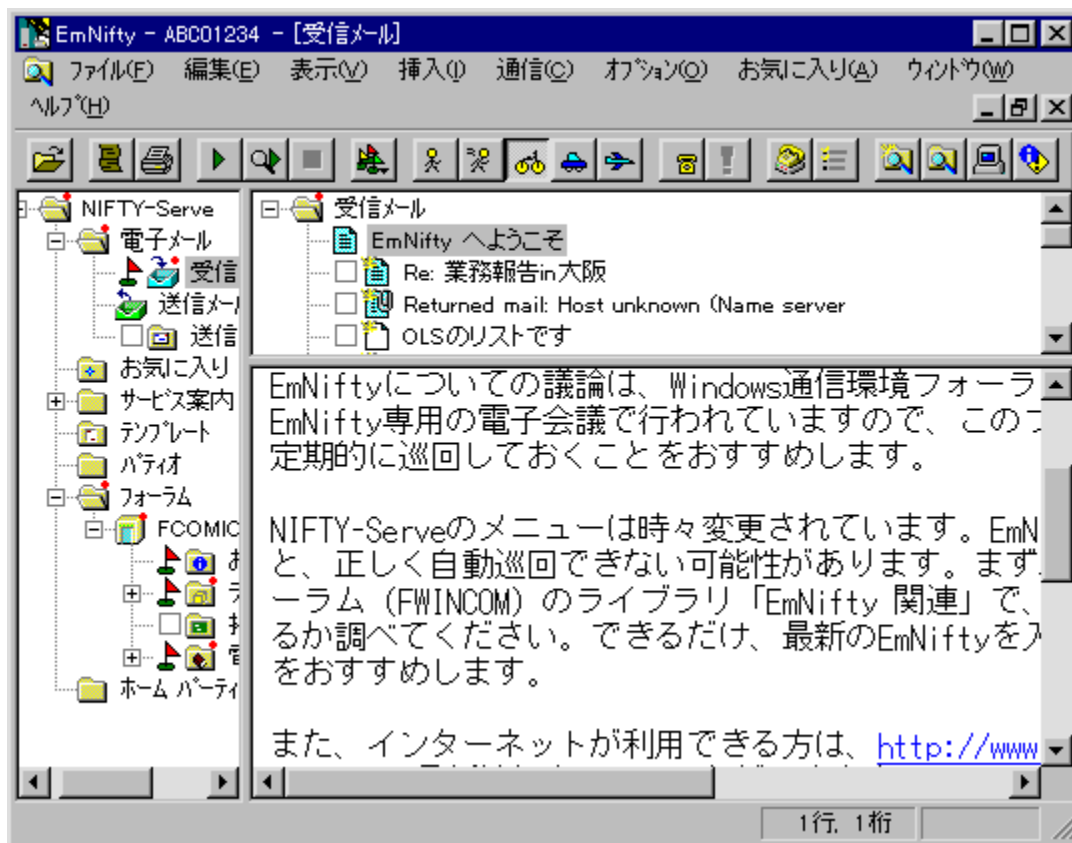 EmNifty - ABC01234 - [受信メール]
ファイル(F) 編集(E) 表示(V) 挿入(I) 通信(C) オプション(O) お気に入り(A) ウィンドウ(W)
ヘルプ(H)
NIFTY-Serve
電子メール
受信
送信メール
送信
お気に入り
サービス案内
テンプレート
パティオ
フォーラム
FCOMIC
ホーム パーティ
受信メール
EmNifty へようこそ
Re: 業務報告in大阪
Returned mail: Host unknown (Name server
OLSのリストです
EmNiftyについての議論は、Windows通信環境フォーラ
EmNifty専用の電子会議で行われていますので、この
定期的に巡回しておくことをおすすめします。
NIFTY-Serveのメニューは時々変更されています。EmN
と、正しく自動巡回できない可能性があります。まず
ーラム (FWINCOM) のライブラリ「EmNifty 関連」で、
るか調べてください。できるだけ、最新のEmNiftyを入
をおすすめします。
また、インターネットが利用できる方は、http://www
1行, 1桁